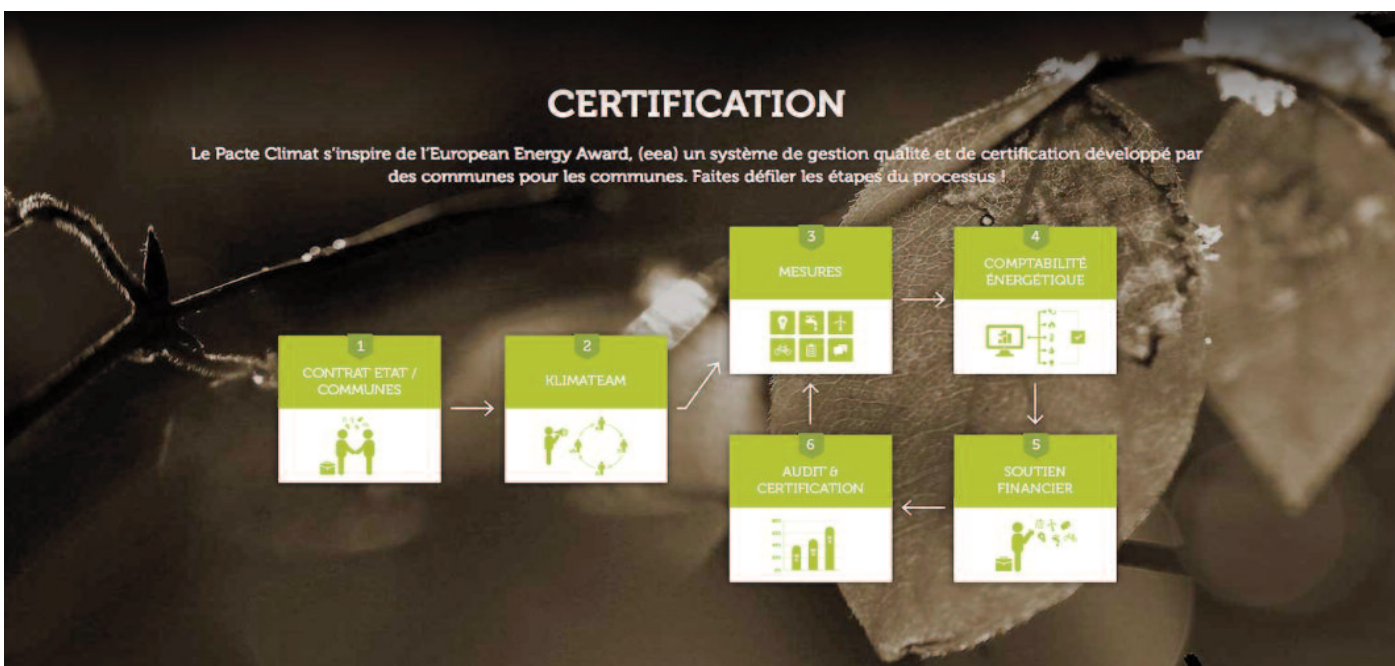 CERTIFICATION
Le Pacte Climat s'inspire de l'European Energy Award, (eea) un système de gestion qualité et de certification développé par
des communes pour les communes. Faites défiler les étapes du processus !
1
CONTRAT ETAT /
COMMUNES
2
KLIMATEAM
3
MESURES
4
COMPTABILITÉ
ÉNERGÉTIQUE
5
SOUTIEN
FINANCIER
6
AUDIT &
CERTIFICATION